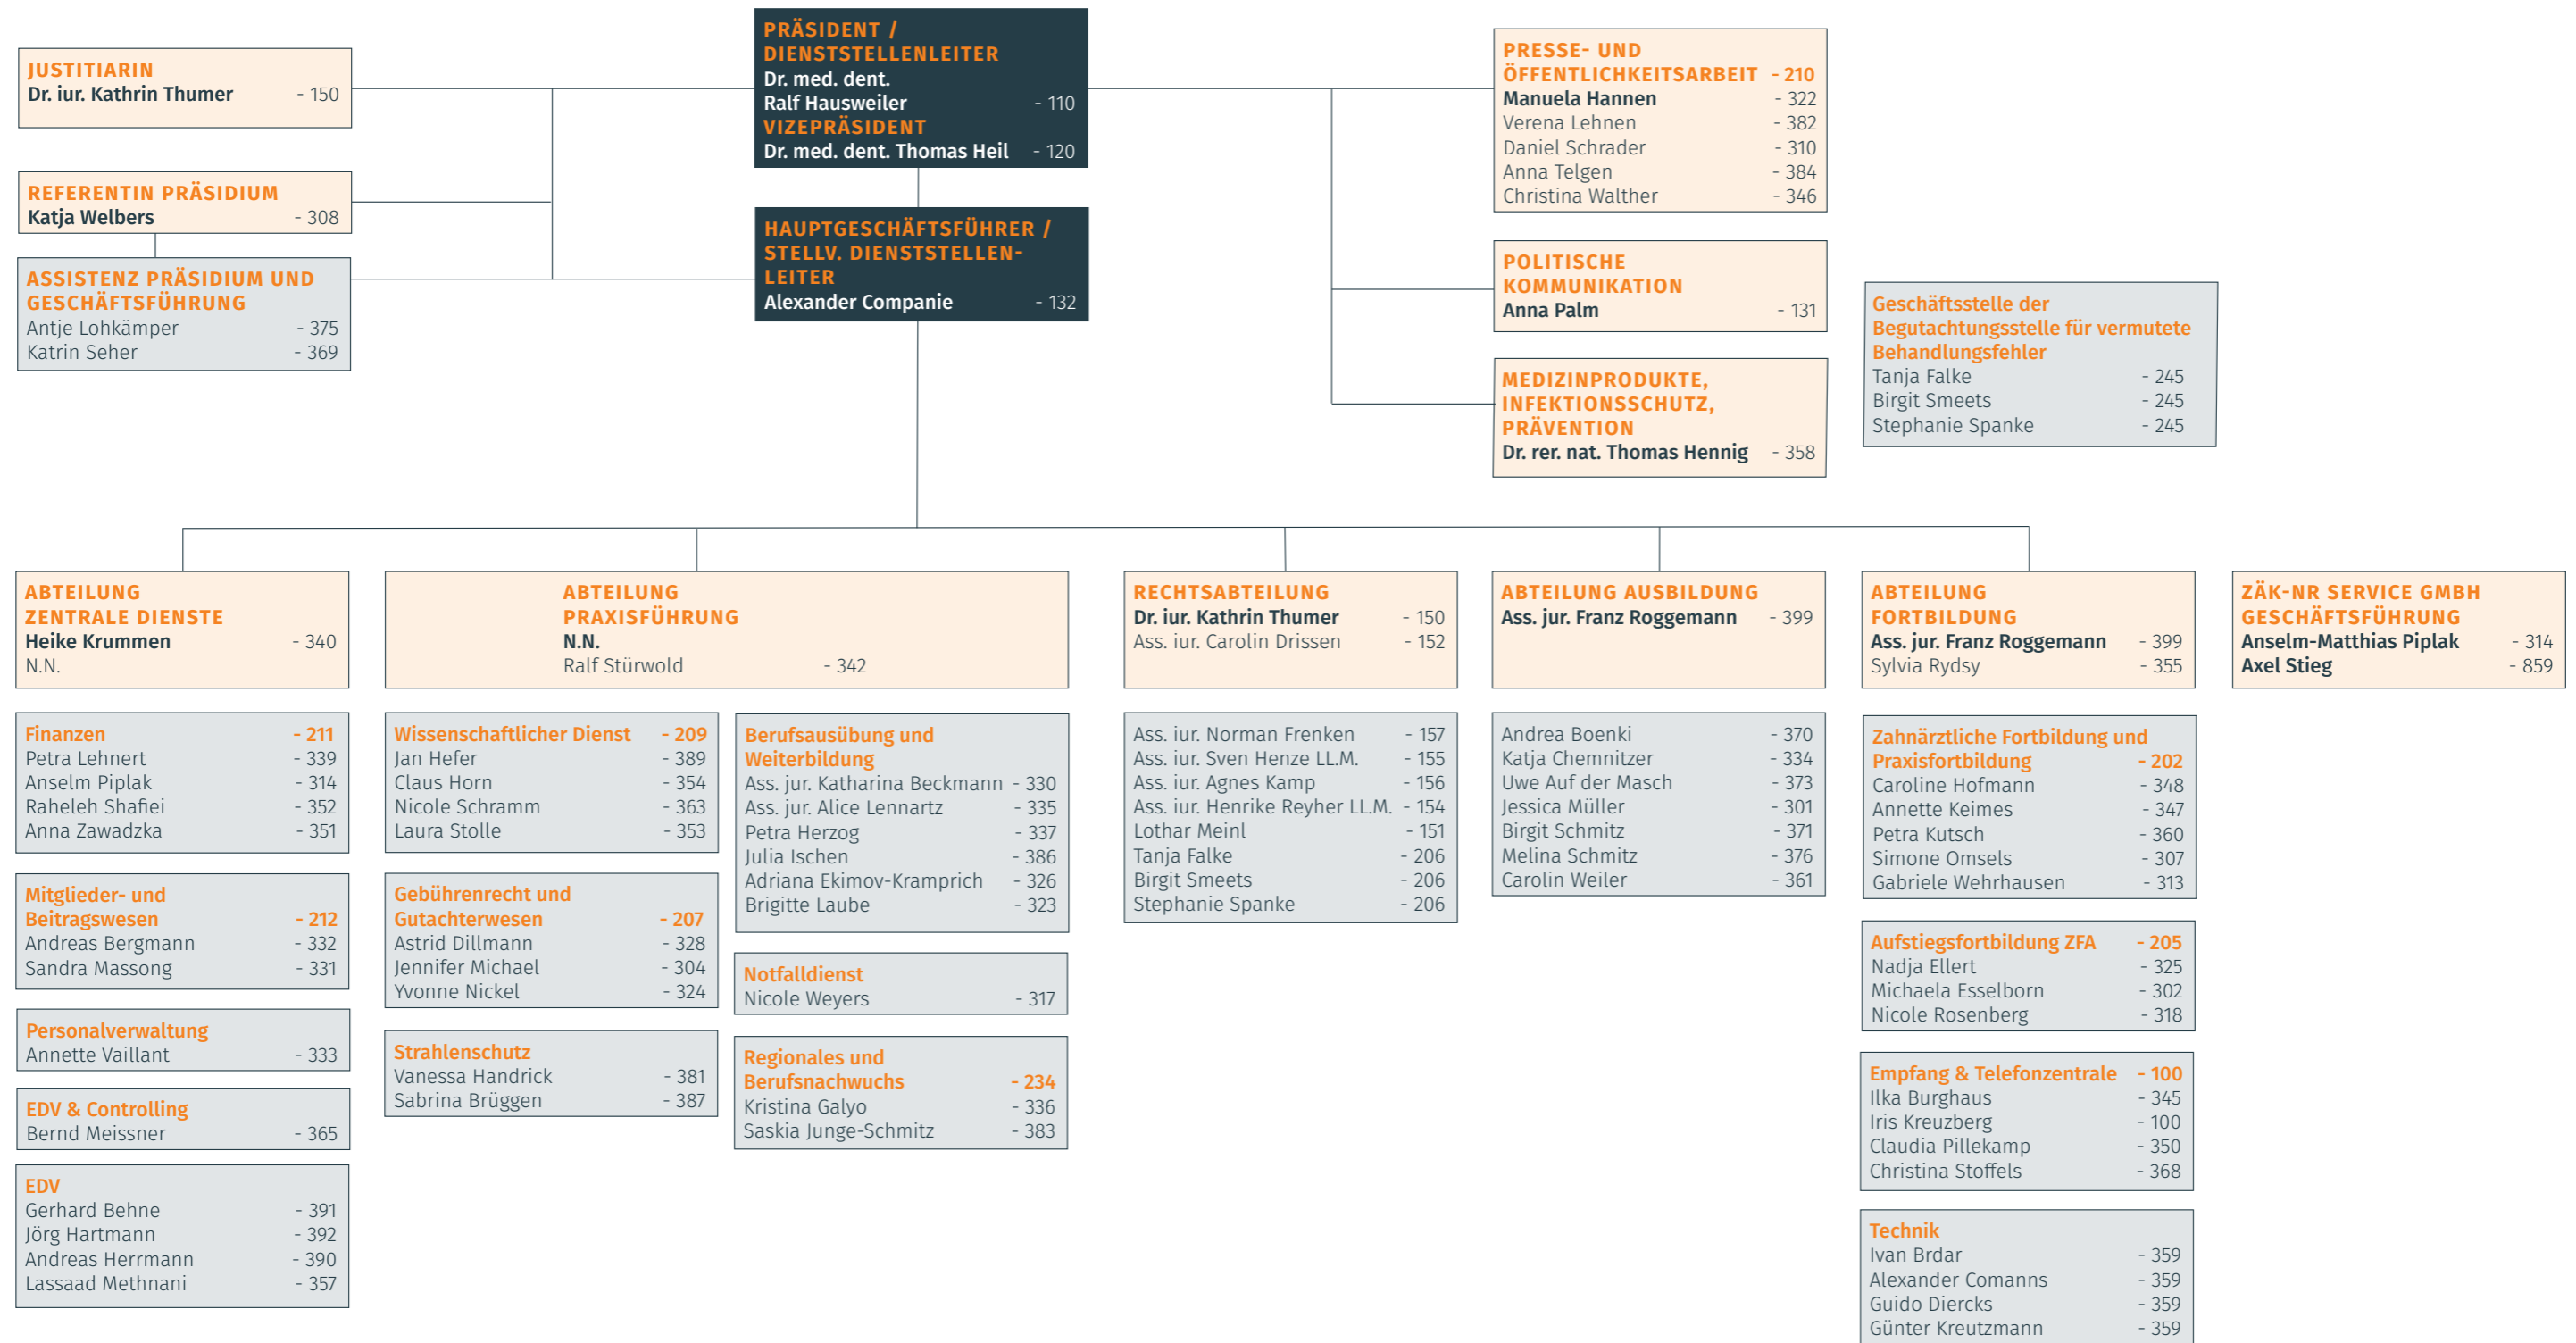 JUSTITIARIN
Dr. iur. Kathrin Thumer - 150
REFERENTIN PRÄSIDIUM
Katja Welbers - 308
ASSISTENZ PRÄSIDIUM UND
GESCHÄFTSFÜHRUNG
Antje Lohkämper - 375
Katrin Seher - 369
PRÄSIDENT /
DIENSTSTELLENLEITER
Dr. med. dent.
Ralf Hausweiler - 110
VIZEPRÄSIDENT
Dr. med. dent. Thomas Heil - 120
HAUPTGESCHÄFTSFÜHRER /
STELLV. DIENSTSTELLEN-
LEITER
Alexander Companie - 132
PRESSE- UND
ÖFFENTLICHKEITSARBEIT - 210
Manuela Hannen - 322
Verena Lehnen - 382
Daniel Schrader - 310
Anna Telgen - 384
Christina Walther - 346
POLITISCHE
KOMMUNIKATION
Anna Palm - 131
MEDIZINPRODUKTE,
INFEKTIONSSCHUTZ,
PRÄVENTION
Dr. rer. nat. Thomas Hennig - 358
Geschäftsstelle der
Begutachtungsstelle für vermutete
Behandlungsfehler
Tanja Falke - 245
Birgit Smeets - 245
Stephanie Spanke - 245
ABTEILUNG
ZENTRALE DIENSTE
Heike Krummen - 340
N.N.
Finanzen - 211
Petra Lehnert - 339
Anselm Piplak - 314
Raheleh Shafiei - 352
Anna Zawadzka - 351
Mitglieder- und
Beitragswesen - 212
Andreas Bergmann - 332
Sandra Massong - 331
Personalverwaltung
Annette Vaillant - 333
EDV & Controlling
Bernd Meissner - 365
EDV
Gerhard Behne - 391
Jörg Hartmann - 392
Andreas Herrmann - 390
Lassaad Methnani - 357
ABTEILUNG
PRAXISFÜHRUNG
N.N.
Ralf Stürwold - 342
Wissenschaftlicher Dienst - 209
Jan Hefer - 389
Claus Horn - 354
Nicole Schramm - 363
Laura Stolle - 353
Gebührenrecht und
Gutachterwesen - 207
Astrid Dillmann - 328
Jennifer Michael - 304
Yvonne Nickel - 324
Strahlenschutz
Vanessa Handrick - 381
Sabrina Brüggen - 387
Berufsausübung und
Weiterbildung
Ass. jur. Katharina Beckmann - 330
Ass. jur. Alice Lennartz - 335
Petra Herzog - 337
Julia Ischen - 386
Adriana Ekimov-Kramprich - 326
Brigitte Laube - 323
Notfalldienst
Nicole Weyers - 317
Regionales und
Berufsnachwuchs - 234
Kristina Galyo - 336
Saskia Junge-Schmitz - 383
RECHTSABTEILUNG
Dr. iur. Kathrin Thumer - 150
Ass. iur. Carolin Drissen - 152
Ass. iur. Norman Frenken - 157
Ass. iur. Sven Henze LL.M. - 155
Ass. iur. Agnes Kamp - 156
Ass. iur. Henrike Reyher LL.M. - 154
Lothar Meinl - 151
Tanja Falke - 206
Birgit Smeets - 206
Stephanie Spanke - 206
ABTEILUNG AUSBILDUNG
Ass. jur. Franz Roggemann - 399
Andrea Boenki - 370
Katja Chemnitzer - 334
Uwe Auf der Masch - 373
Jessica Müller - 301
Birgit Schmitz - 371
Melina Schmitz - 376
Carolin Weiler - 361
ABTEILUNG
FORTBILDUNG
Ass. jur. Franz Roggemann - 399
Sylvia Rydsy - 355
Zahnärztliche Fortbildung und
Praxisfortbildung - 202
Caroline Hofmann - 348
Annette Keimes - 347
Petra Kutsch - 360
Simone Omsels - 307
Gabriele Wehrhausen - 313
Aufstiegsfortbildung ZFA - 205
Nadja Ellert - 325
Michaela Esselborn - 302
Nicole Rosenberg - 318
Empfang & Telefonzentrale - 100
Ilka Burghaus - 345
Iris Kreuzberg - 100
Claudia Pillekamp - 350
Christina Stoffels - 368
Technik
Ivan Brdar - 359
Alexander Comanns - 359
Guido Diercks - 359
Günter Kreutzmann - 359
ZÄK-NR SERVICE GMBH
GESCHÄFTSFÜHRUNG
Anselm-Matthias Piplak - 314
Axel Stieg - 859